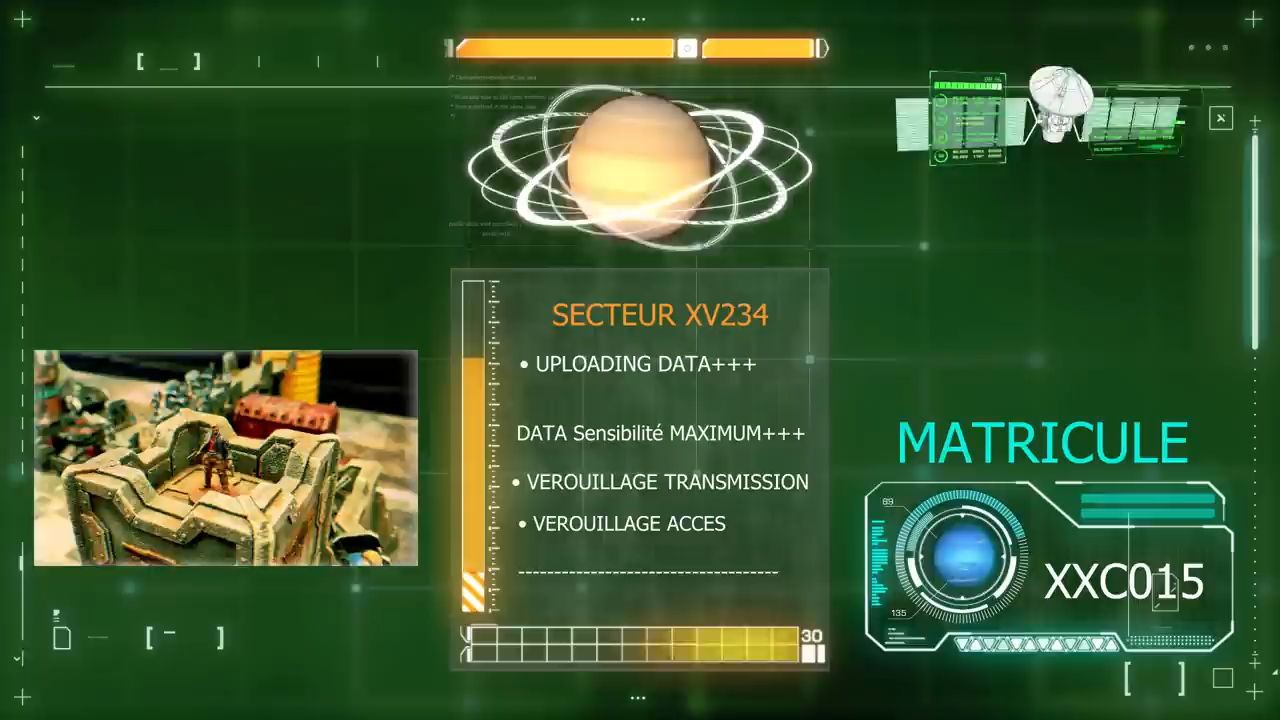 SECTEUR XV234
• UPLOADING DATA+++
DATA Sensibilité MAXIMUM+++
• VEROUILLAGE TRANSMISSION
• VEROUILLAGE ACCES
--------------------------------------
30
MATRICULE
89
XXC015
135